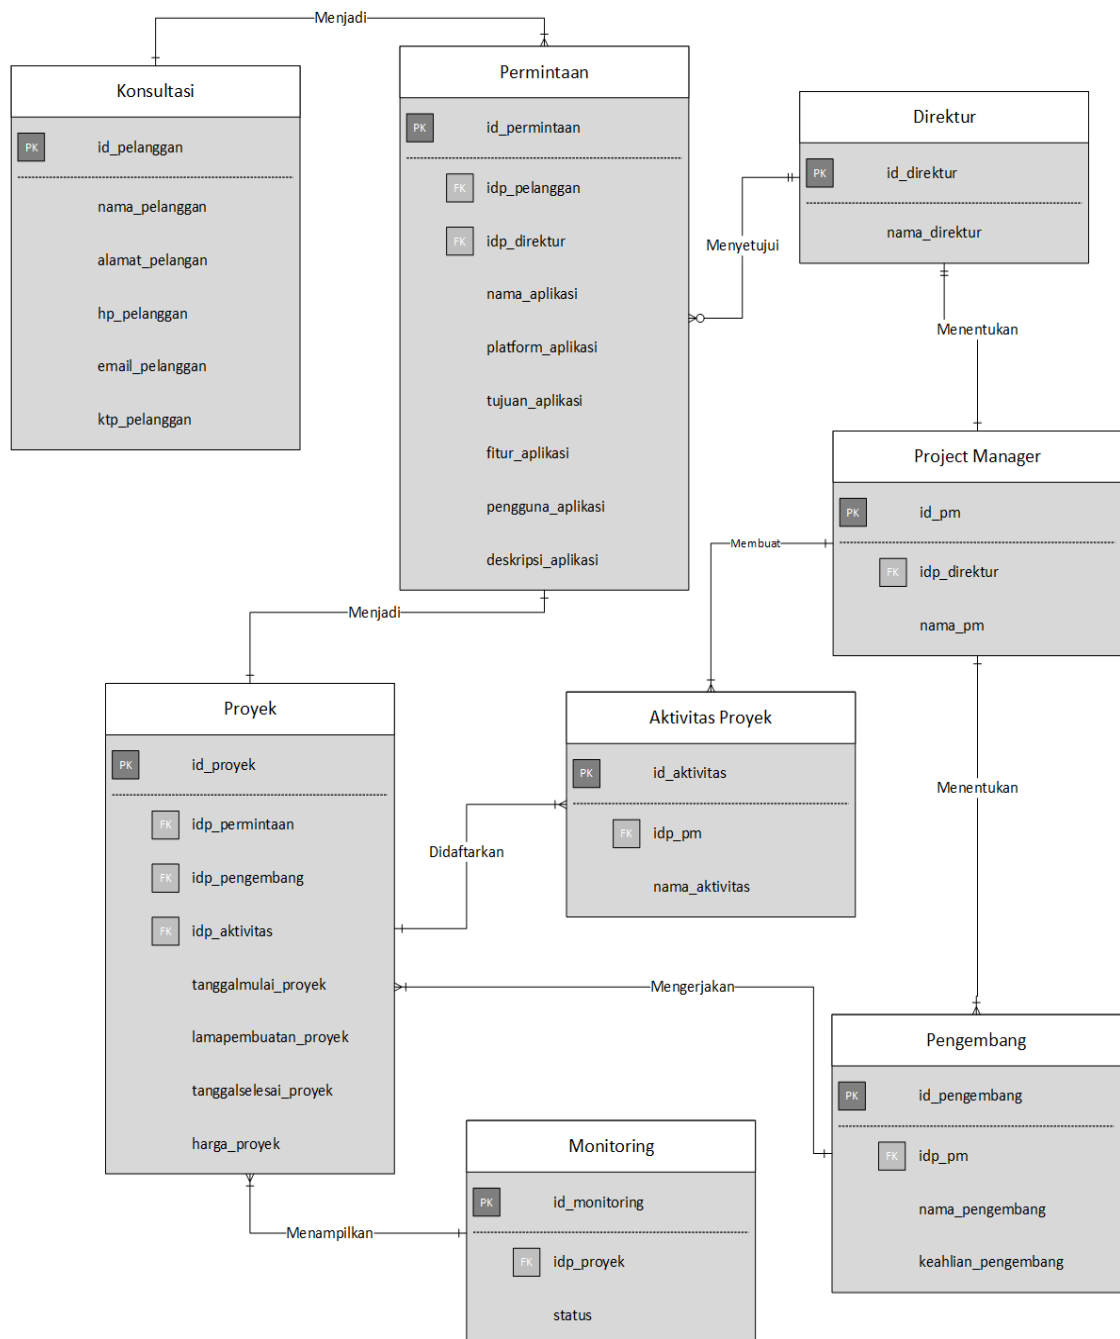 Menjadi
Konsultasi
PK id_pelanggan
nama_pelanggan
alamat_pelangan
hp_pelanggan
email_pelanggan
ktp_pelanggan
Permintaan
PK id_permintaan
FK idp_pelanggan
FK idp_direktur
nama_aplikasi
platform_aplikasi
tujuan_aplikasi
fitur_aplikasi
pengguna_aplikasi
deskripsi_aplikasi
Direktur
PK id_direktur
nama_direktur
Menyetujui
Menentukan
Project Manager
PK id_pm
FK idp_direktur
nama_pm
Membuat
Menjadi
Proyek
PK id_proyek
FK idp_permintaan
FK idp_pengembang
FK idp_aktivitas
tanggalmulai_proyek
lamapembuatan_proyek
tanggalselesai_proyek
harga_proyek
Aktivitas Proyek
PK id_aktivitas
FK idp_pm
nama_aktivitas
Didaftarkan
Menentukan
Mengerjakan
Pengembang
PK id_pengembang
FK idp_pm
nama_pengembang
keahlian_pengembang
Monitoring
PK id_monitoring
FK idp_proyek
status
Menampilkan